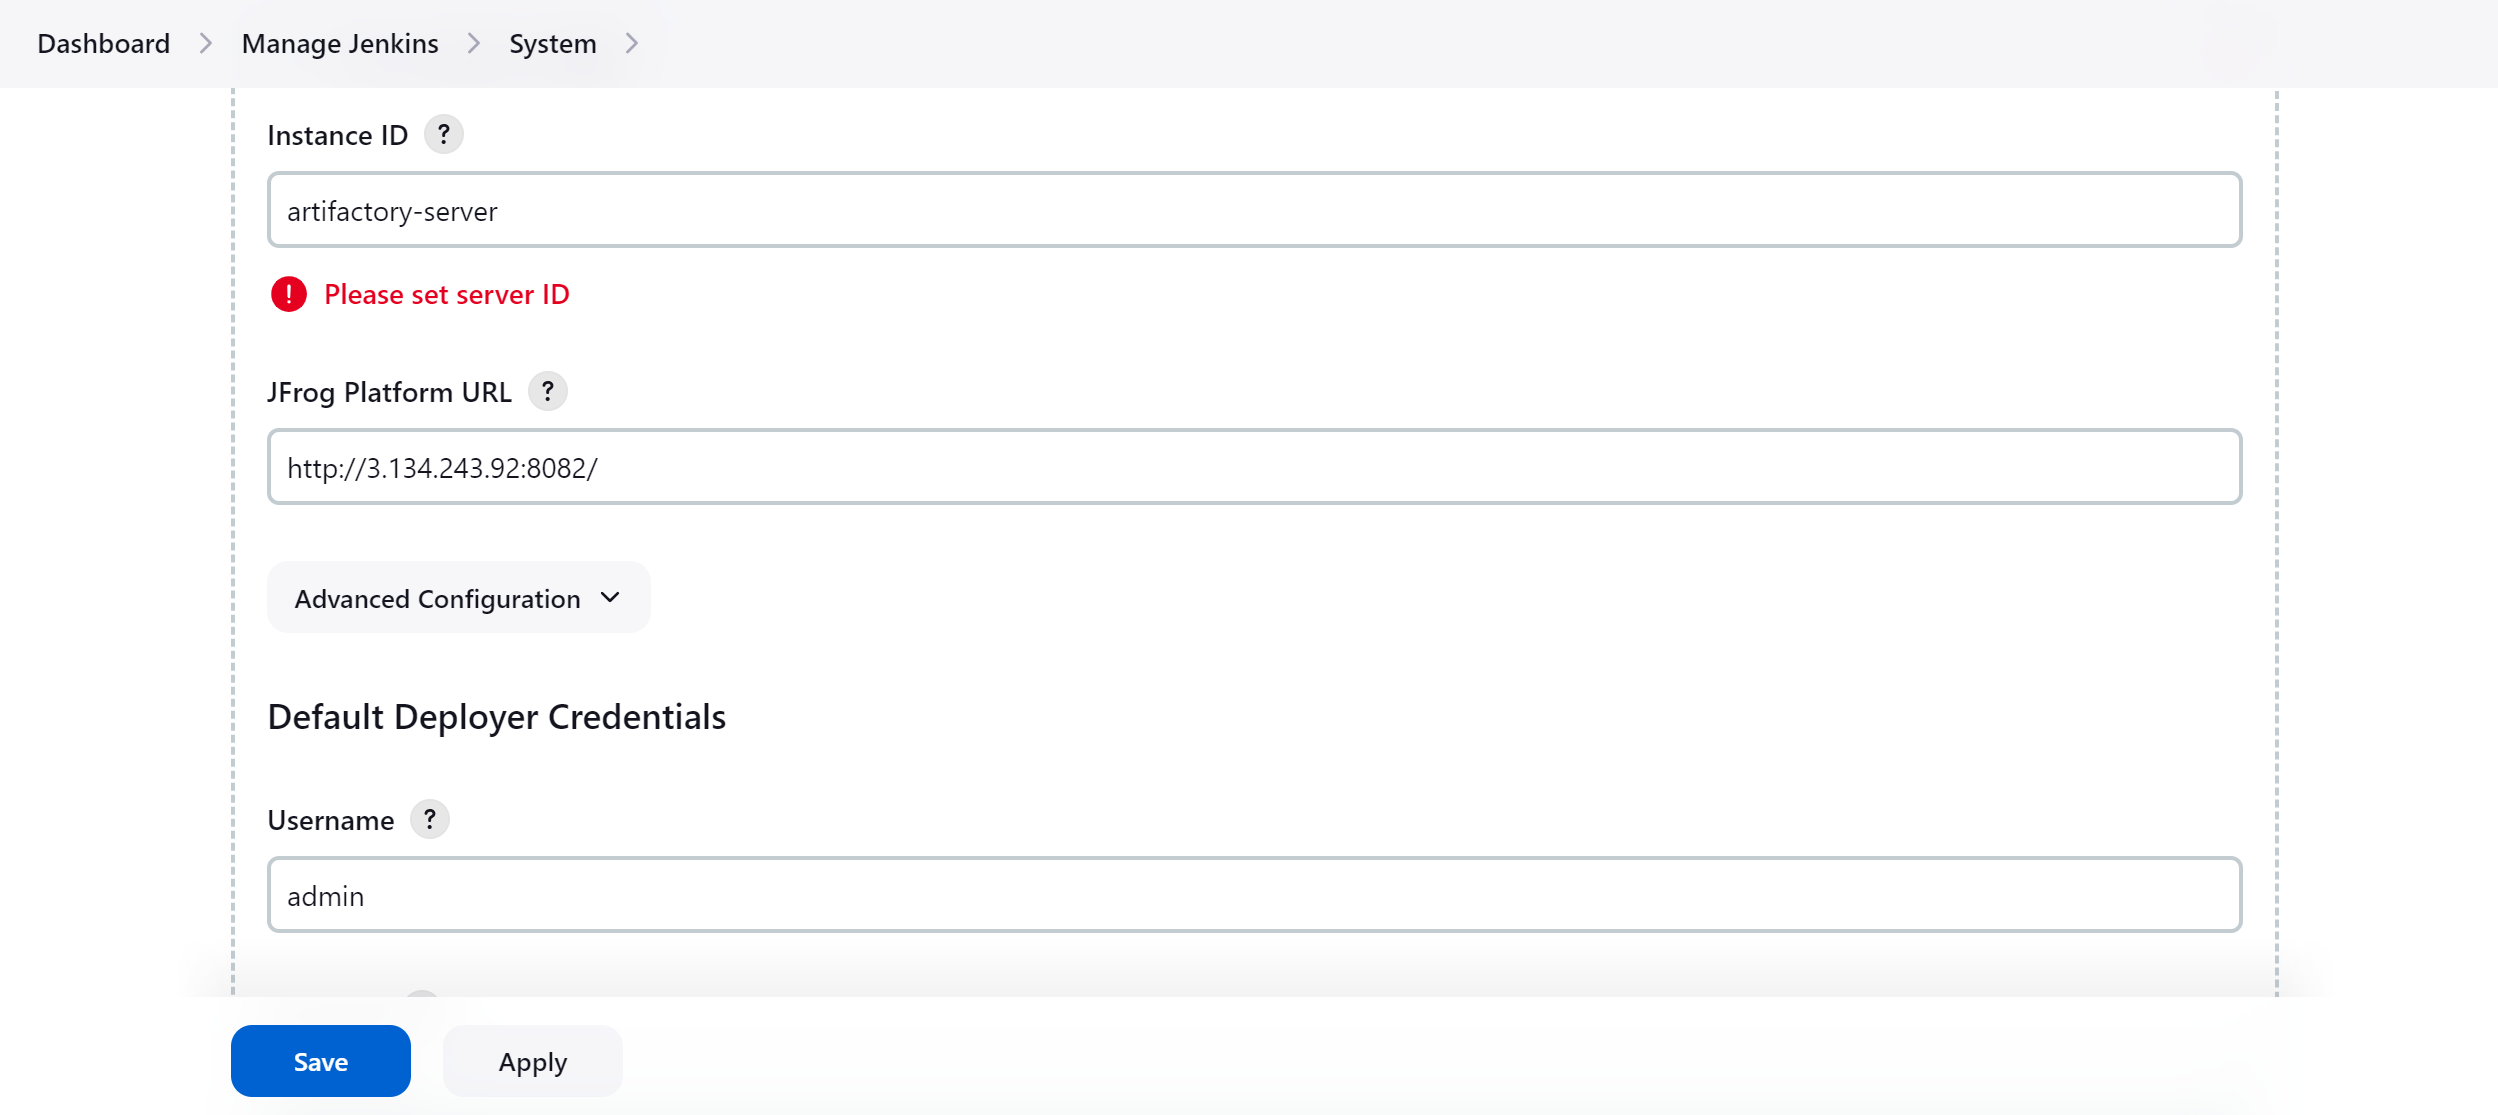 Dashboard > Manage Jenkins > System >
Instance ID ?
artifactory-server
! Please set server ID
JFrog Platform URL ?
http://3.134.243.92:8082/
Advanced Configuration
Default Deployer Credentials
Username ?
admin
Save Apply